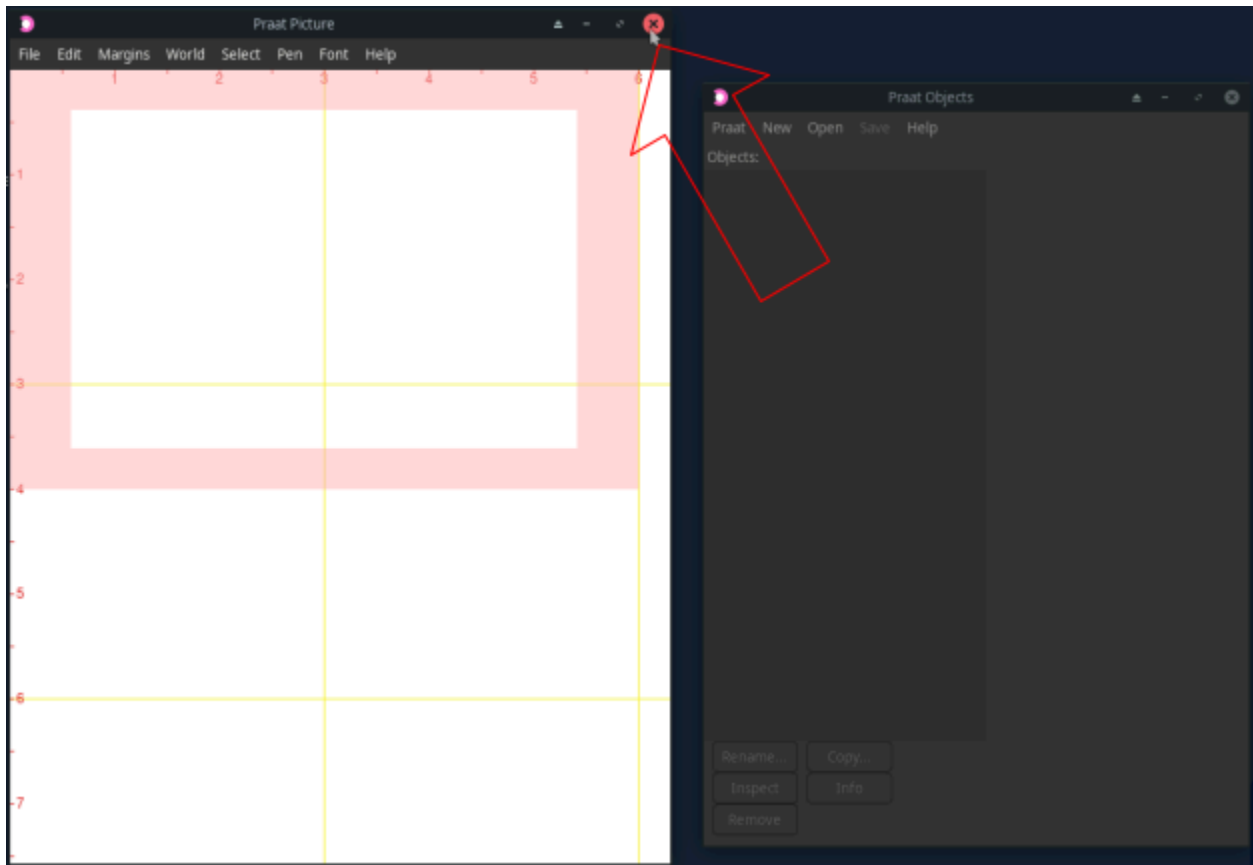 Praat Picture
File Edit Margins World Select Pen Font Help
1 2 3 4 5 6
1
2
3
4
5
6
7
Praat Objects
Praat New Open Save Help
Objects:
Rename... Copy...
Inspect Info
Remove